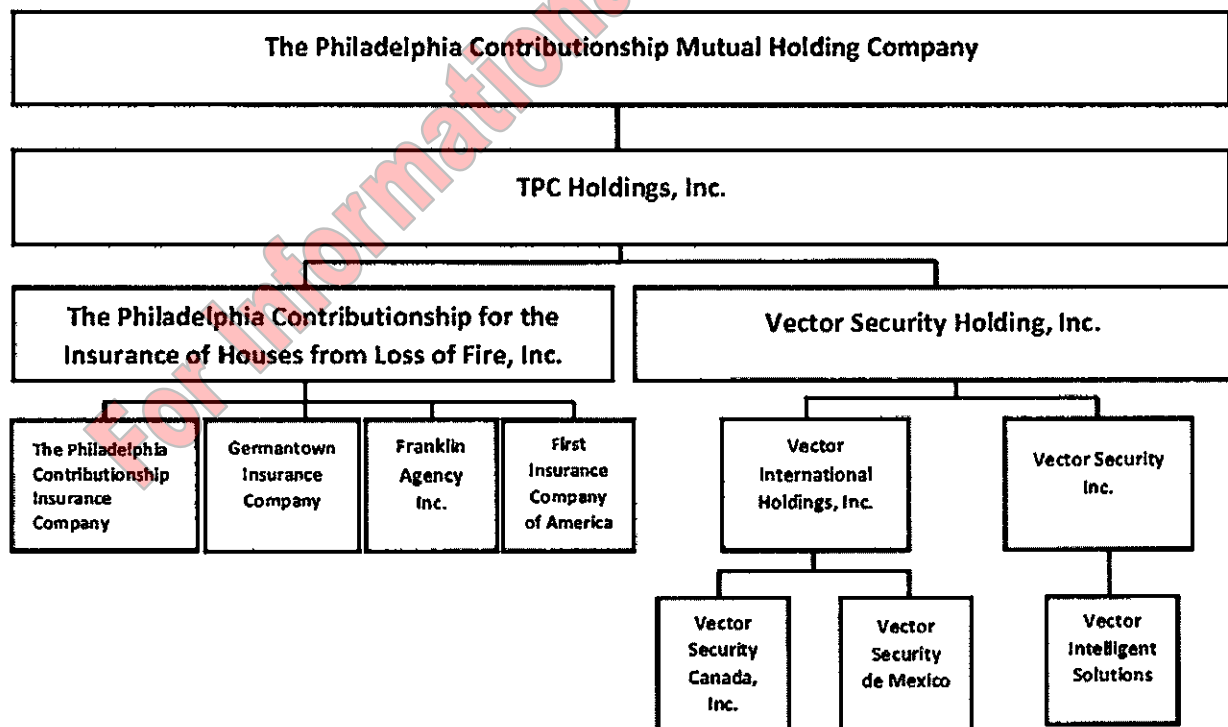 The Philadelphia Contributionship Mutual Holding Company
TPC Holdings, Inc.
The Philadelphia Contributionship for the
Insurance of Houses from Loss of Fire, Inc.
Vector Security Holding, Inc.
The Philadelphia
Contributionship
Insurance
Company
Germantown
Insurance
Company
Franklin
Agency
Inc.
First
Insurance
Company
of America
Vector
International
Holdings, Inc.
Vector Security
Inc.
Vector
Security
Canada,
Inc.
Vector
Security
de Mexico
Vector
Intelligent
Solutions
For Information